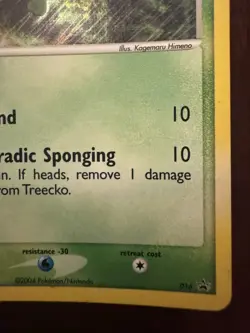 Illus. Kagemaru Himeno
nd 10
radic Sponging 10
n. If heads, remove 1 damage
rom Treecko.
resistance -30 retreat cost
©2004 Pokémon/Nintendo